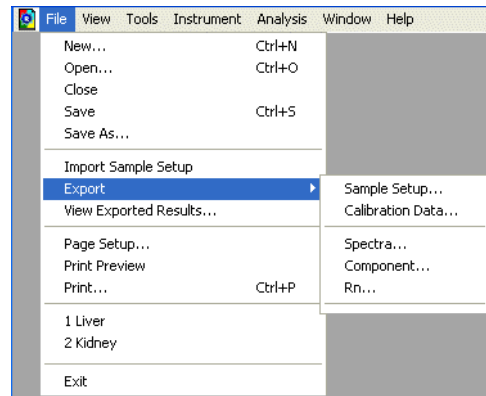 File View Tools Instrument Analysis Window Help
New... Ctrl+N
Open... Ctrl+O
Close
Save Ctrl+S
Save As...
Import Sample Setup
Export
View Exported Results...
Page Setup...
Print Preview
Print... Ctrl+P
1 Liver
2 Kidney
Exit
Sample Setup...
Calibration Data...
Spectra...
Component...
Rn...